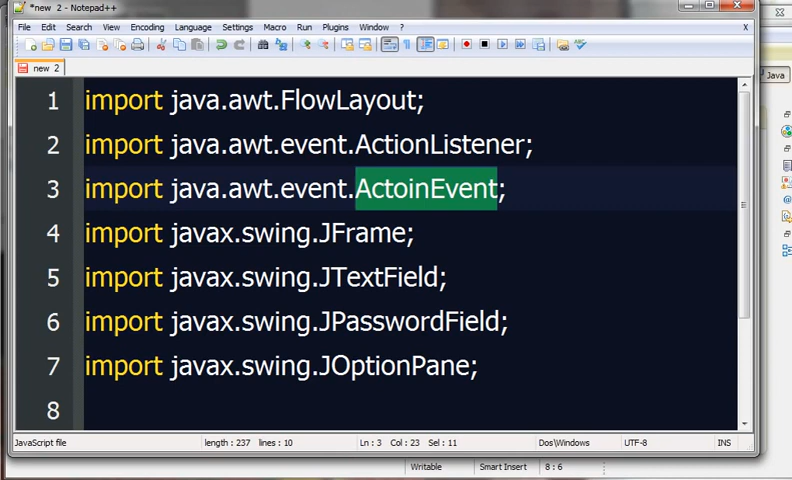 *new 2 - Notepad++
File Edit Search View Encoding Language Settings Macro Run Plugins Window ? X
new 2
Java
1 import java.awt.FlowLayout;
2 import java.awt.event.ActionListener;
3 import java.awt.event.ActoinEvent;
4 import javax.swing.JFrame;
5 import javax.swing.JTextField;
6 import javax.swing.JPasswordField;
7 import javax.swing.JOptionPane;
8
JavaScript file length : 237 lines : 10 Ln : 3 Col : 23 Sel : 11 Dos\Windows UTF-8 INS
Writable Smart Insert 8 : 6